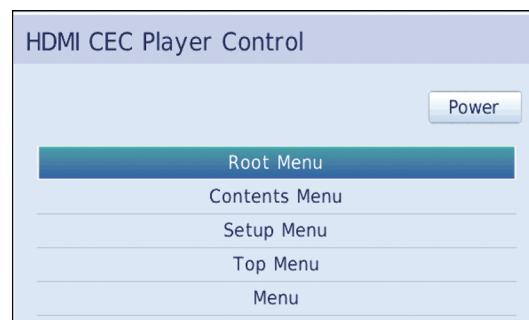 HDMI CEC Player Control
Power
Root Menu
Contents Menu
Setup Menu
Top Menu
Menu